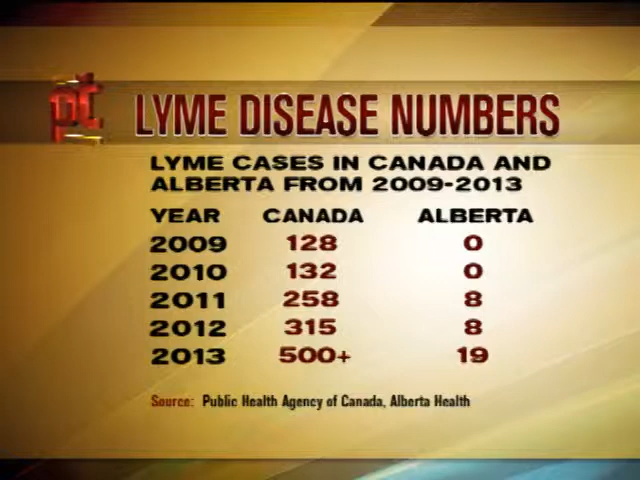 pt
LYME DISEASE NUMBERS
LYME CASES IN CANADA AND
ALBERTA FROM 2009-2013
YEAR CANADA ALBERTA
2009 128 0
2010 132 0
2011 258 8
2012 315 8
2013 500+ 19
Source: Public Health Agency of Canada, Alberta Health